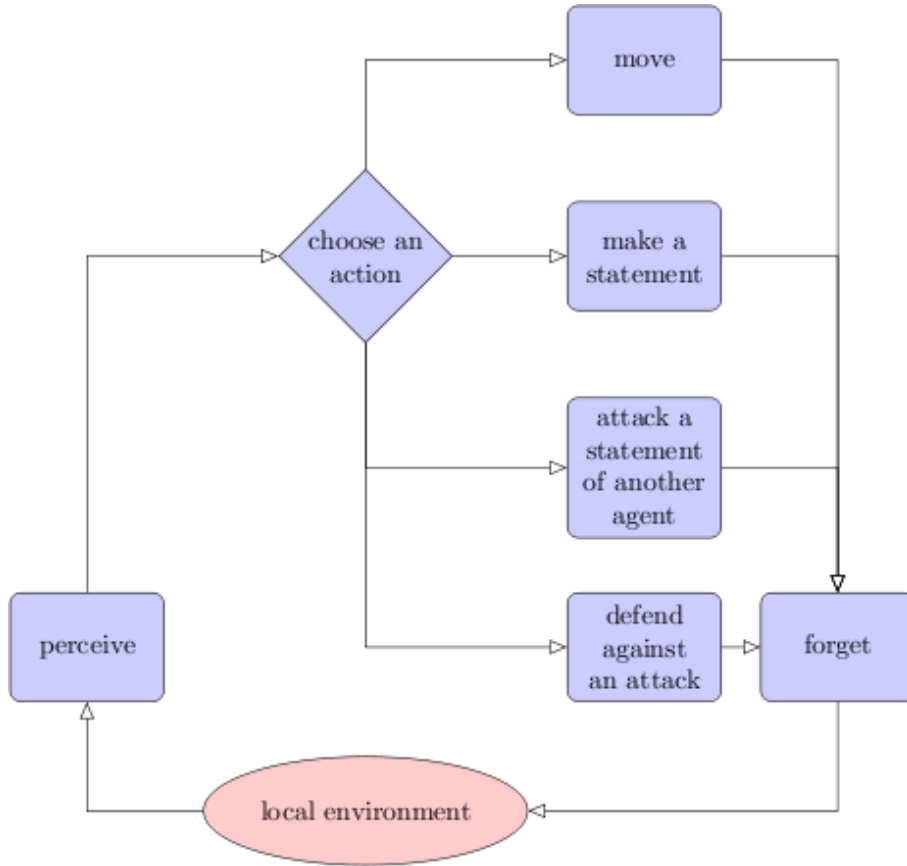 move
choose an
action
make a
statement
attack a
statement
of another
agent
perceive
defend
against
an attack
forget
local environment